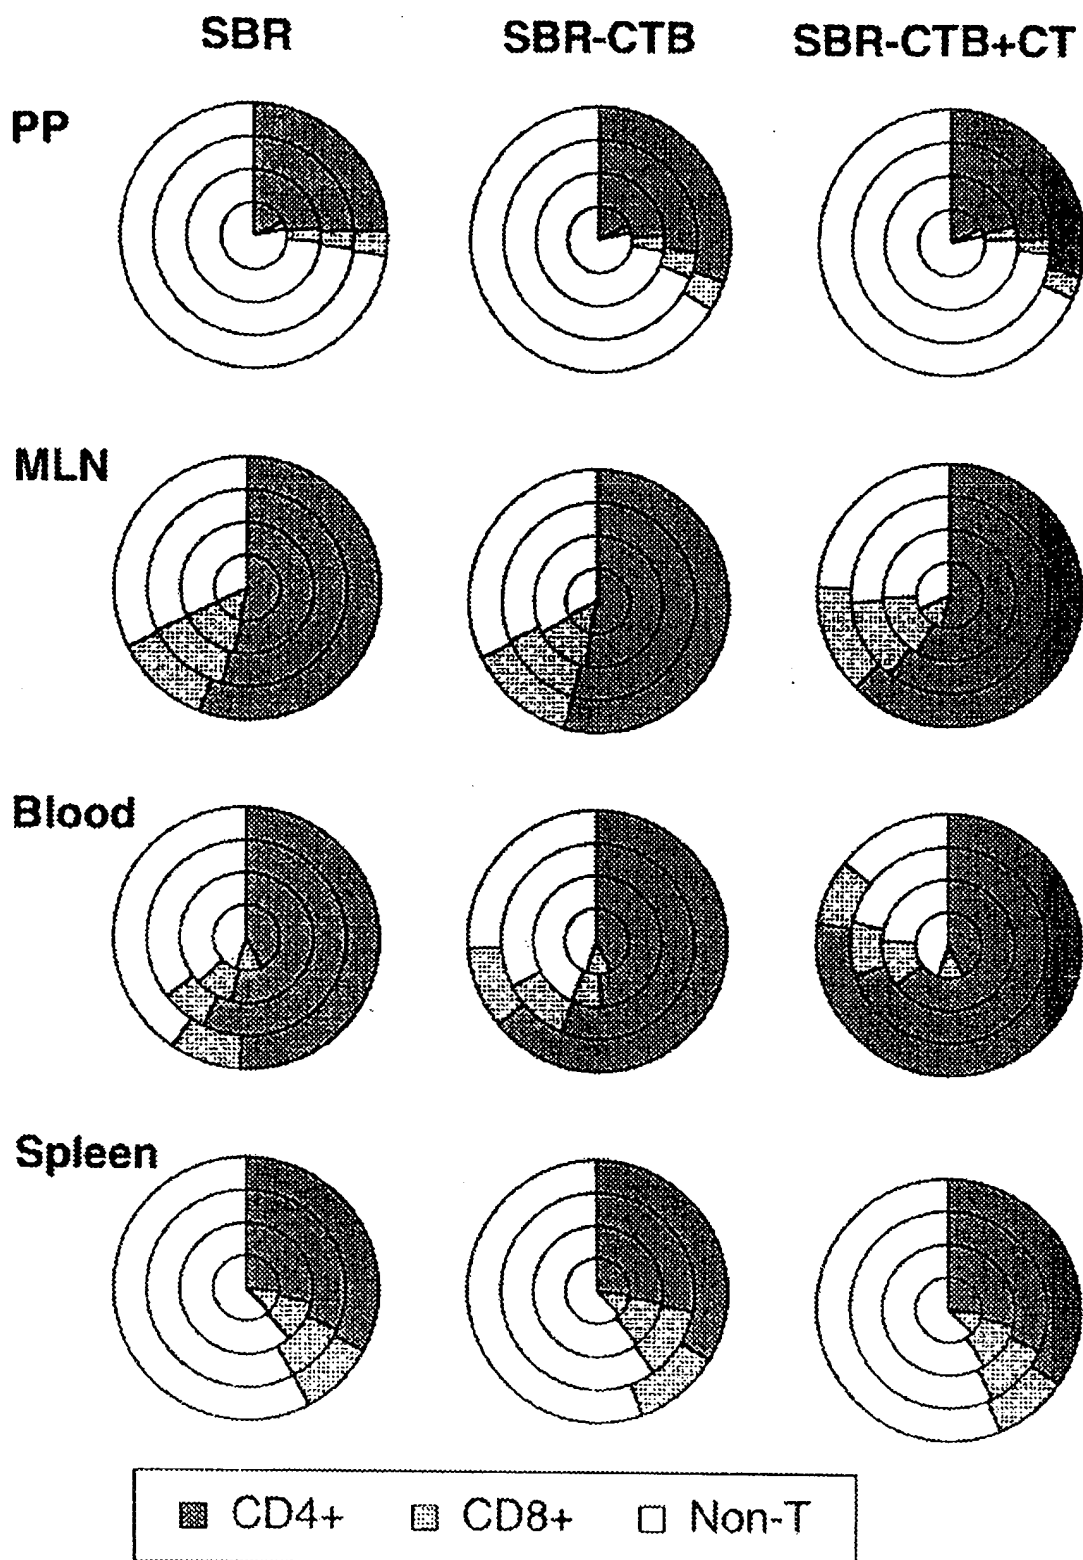 SBR SBR-CTB SBR-CTB+CT
PP
MLN
Blood
Spleen
CD4+ CD8+ Non-T